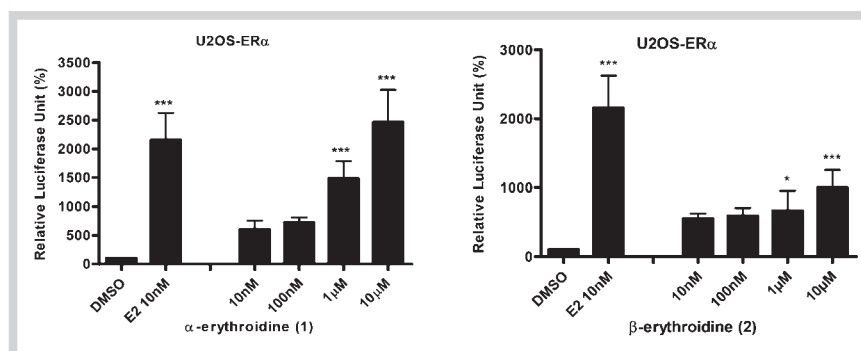 U2OS-ERα
Relative Luciferase Unit (%)
3500
3000
2500
2000
1500
1000
500
0
***
***
***
DMSO
E2 10nM
10nM
100nM
1µM
10µM
α-erythroidine (1)
U2OS-ERα
Relative Luciferase Unit (%)
3000
2000
1000
0
***
*
***
DMSO
E2 10nM
10nM
100nM
1µM
10µM
β-erythroidine (2)